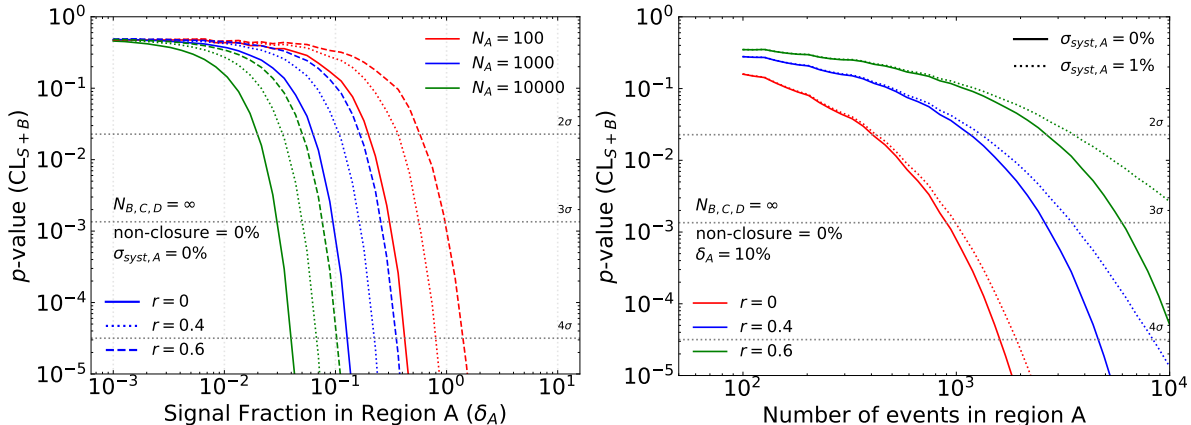 10^0
10^{-1}
10^{-2}
10^{-3}
10^{-4}
10^{-5}
p-value (CL_{S+B})
N_A = 100
N_A = 1000
N_A = 10000
2σ
3σ
4σ
N_{B,C,D} = ∞
non-closure = 0%
σ_{syst,A} = 0%
r = 0
r = 0.4
r = 0.6
10^{-3} 10^{-2} 10^{-1} 10^0 10^1
Signal Fraction in Region A (δ_A)
10^0
10^{-1}
10^{-2}
10^{-3}
10^{-4}
10^{-5}
p-value (CL_{S+B})
σ_{syst,A} = 0%
σ_{syst,A} = 1%
2σ
3σ
4σ
N_{B,C,D} = ∞
non-closure = 0%
δ_A = 10%
r = 0
r = 0.4
r = 0.6
10^2 10^3 10^4
Number of events in region A